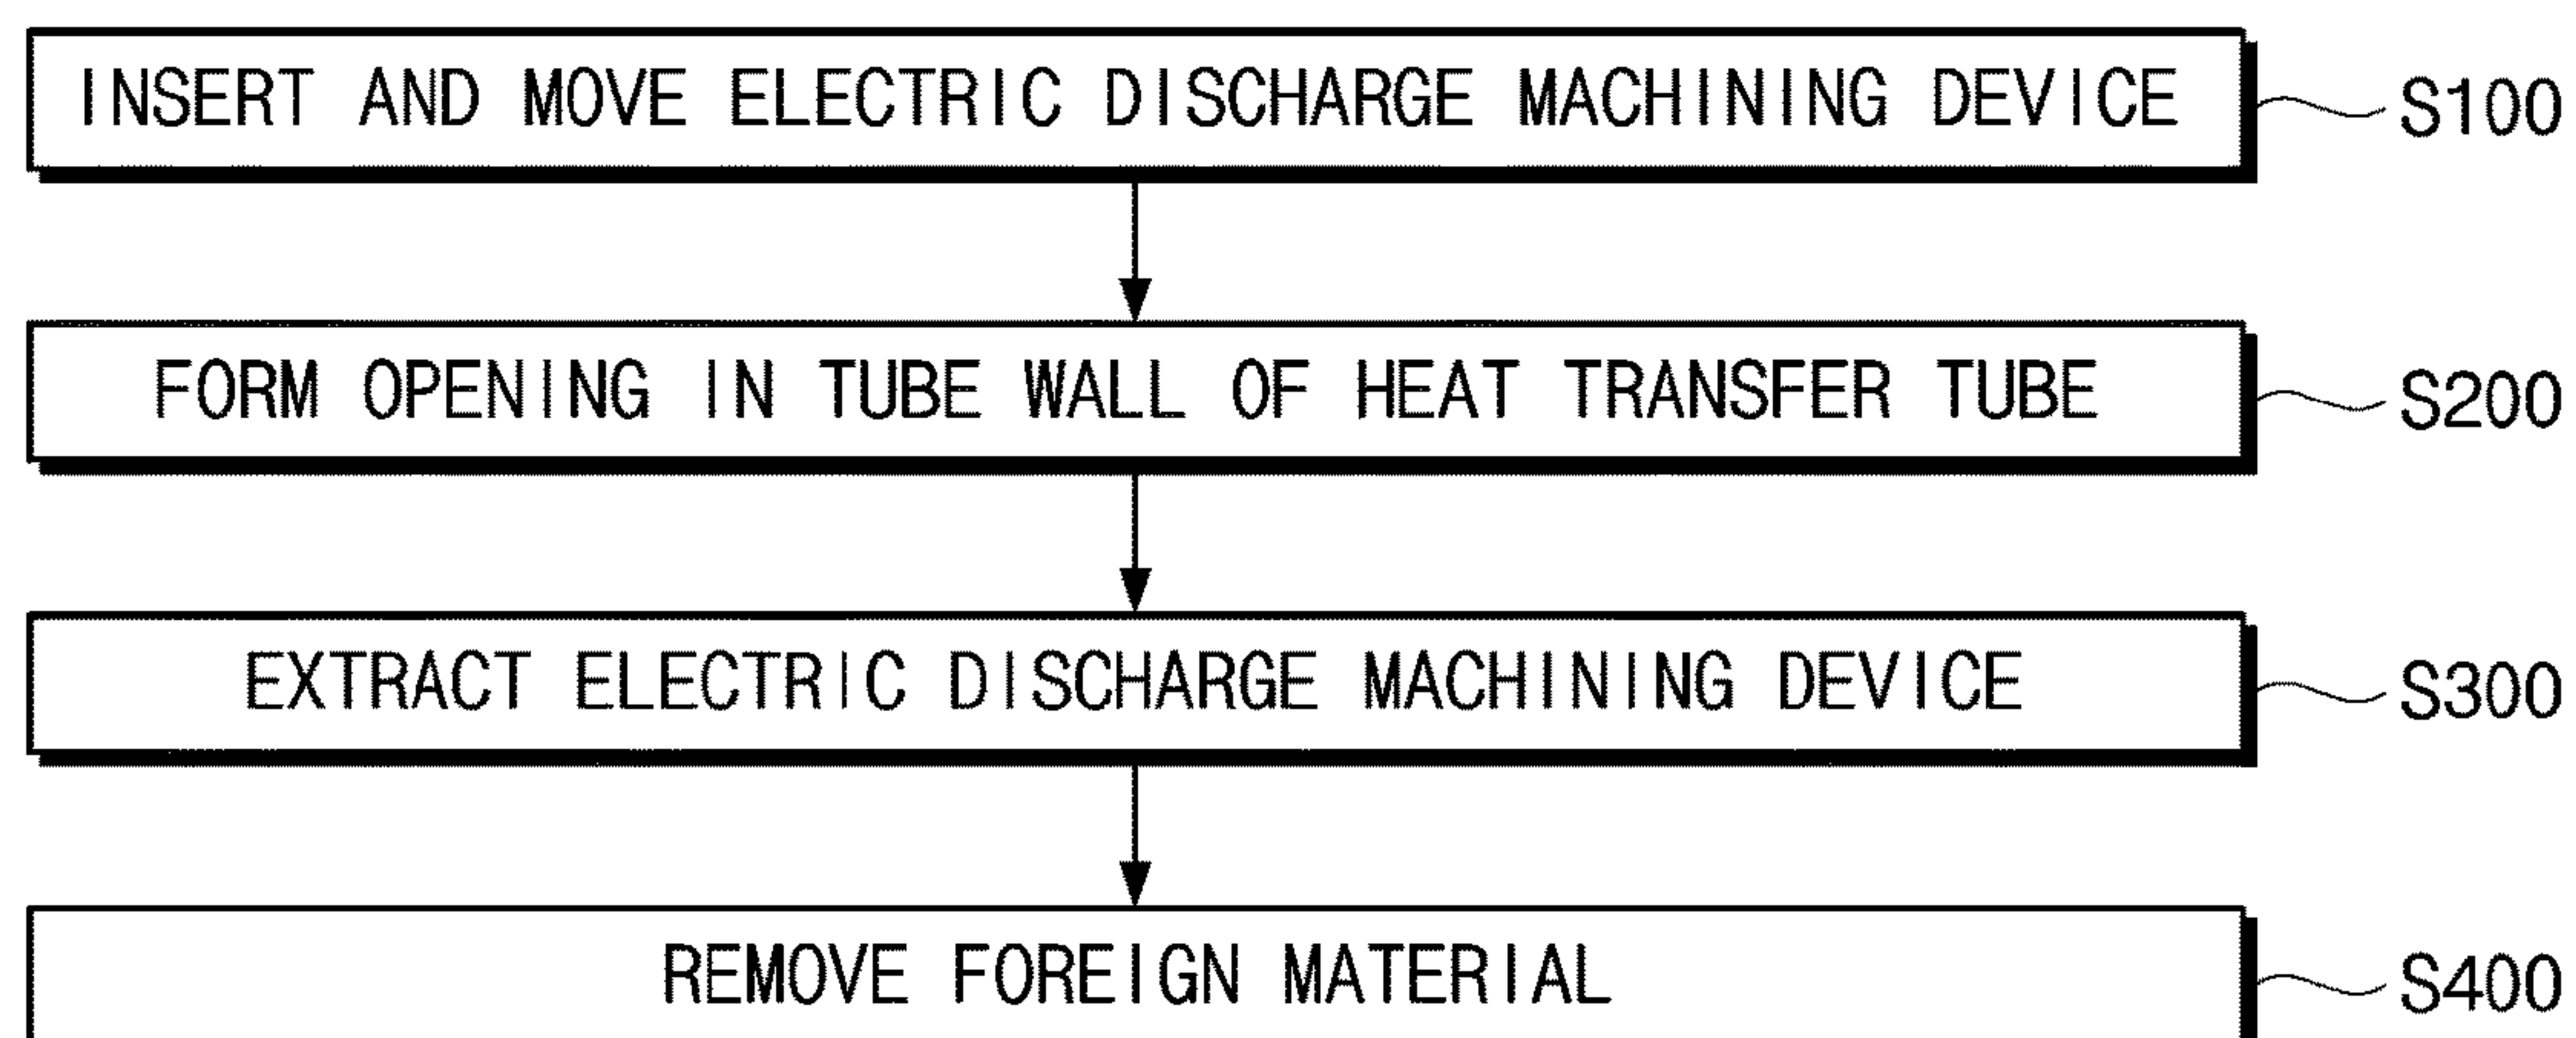 INSERT AND MOVE ELECTRIC DISCHARGE MACHINING DEVICE S100
FORM OPENING IN TUBE WALL OF HEAT TRANSFER TUBE S200
EXTRACT ELECTRIC DISCHARGE MACHINING DEVICE S300
REMOVE FOREIGN MATERIAL S400